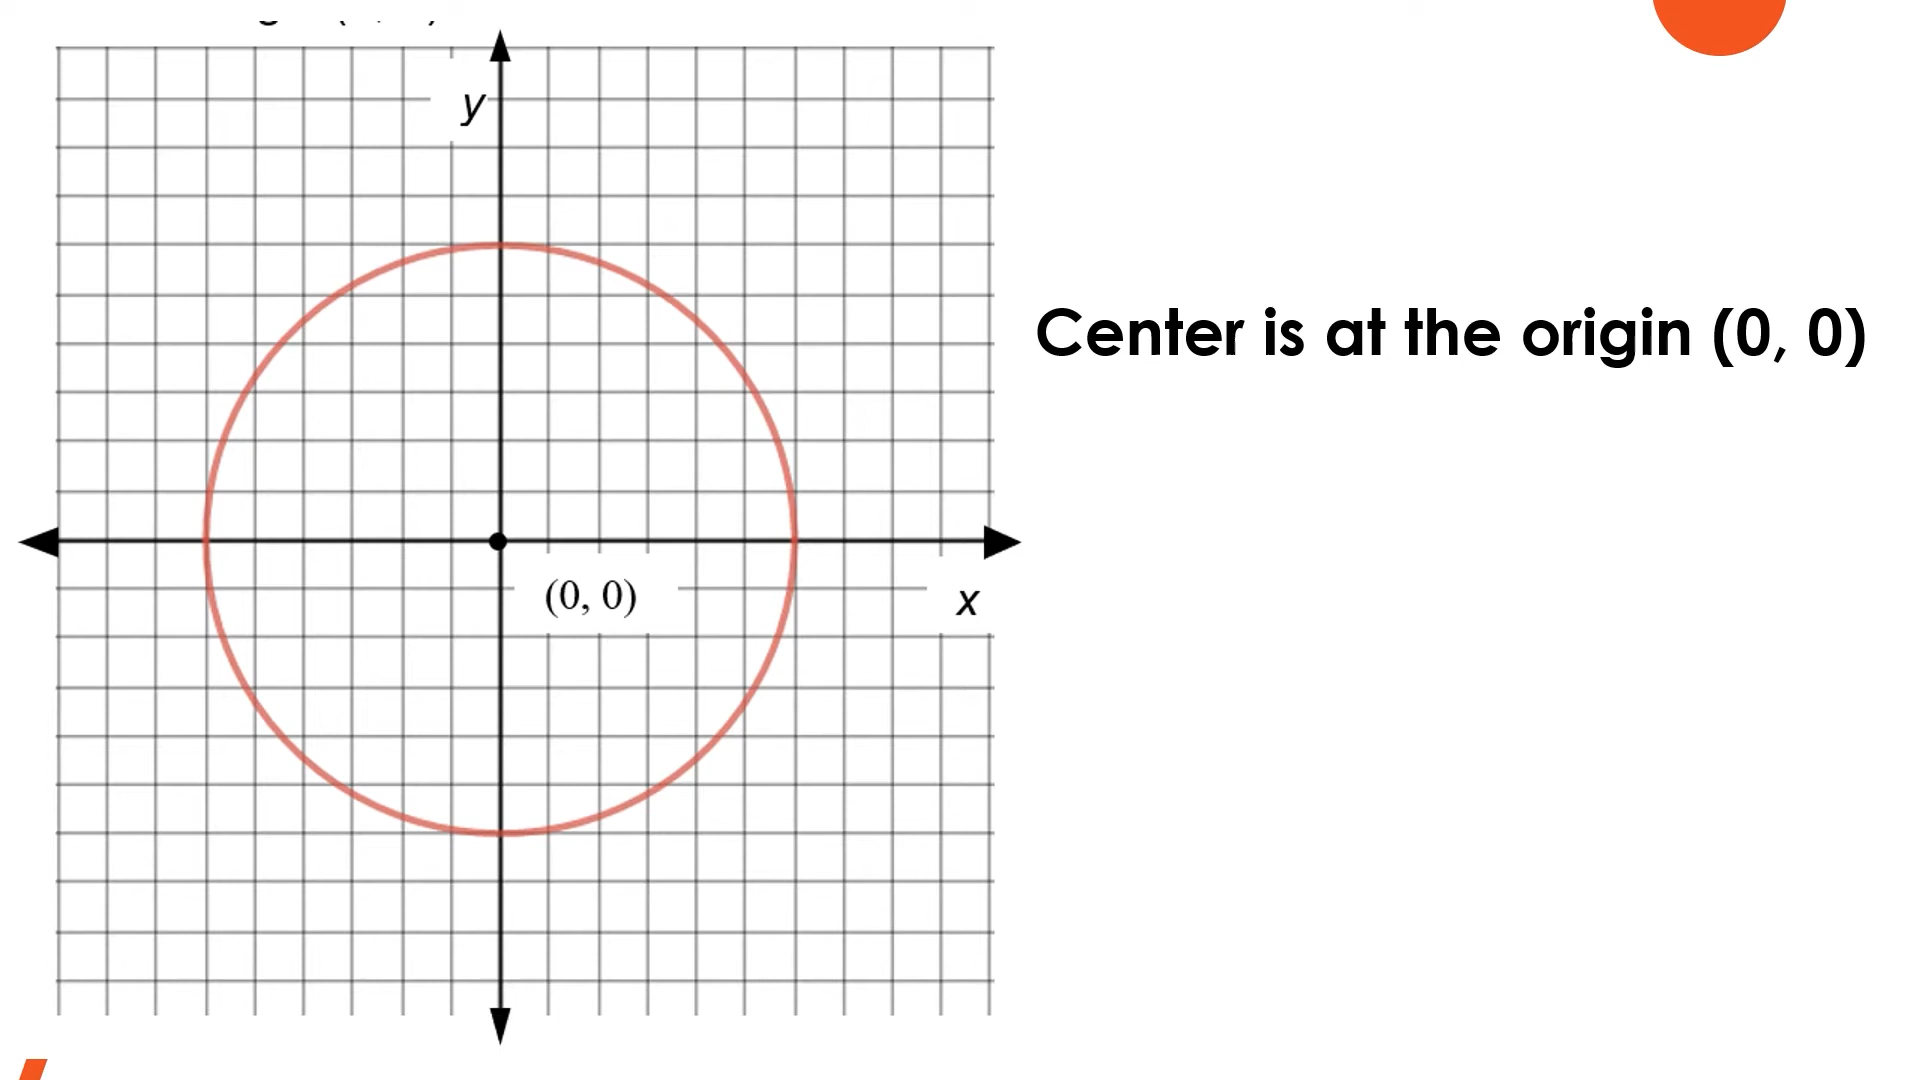 y
Center is at the origin (0, 0)
(0, 0)
x